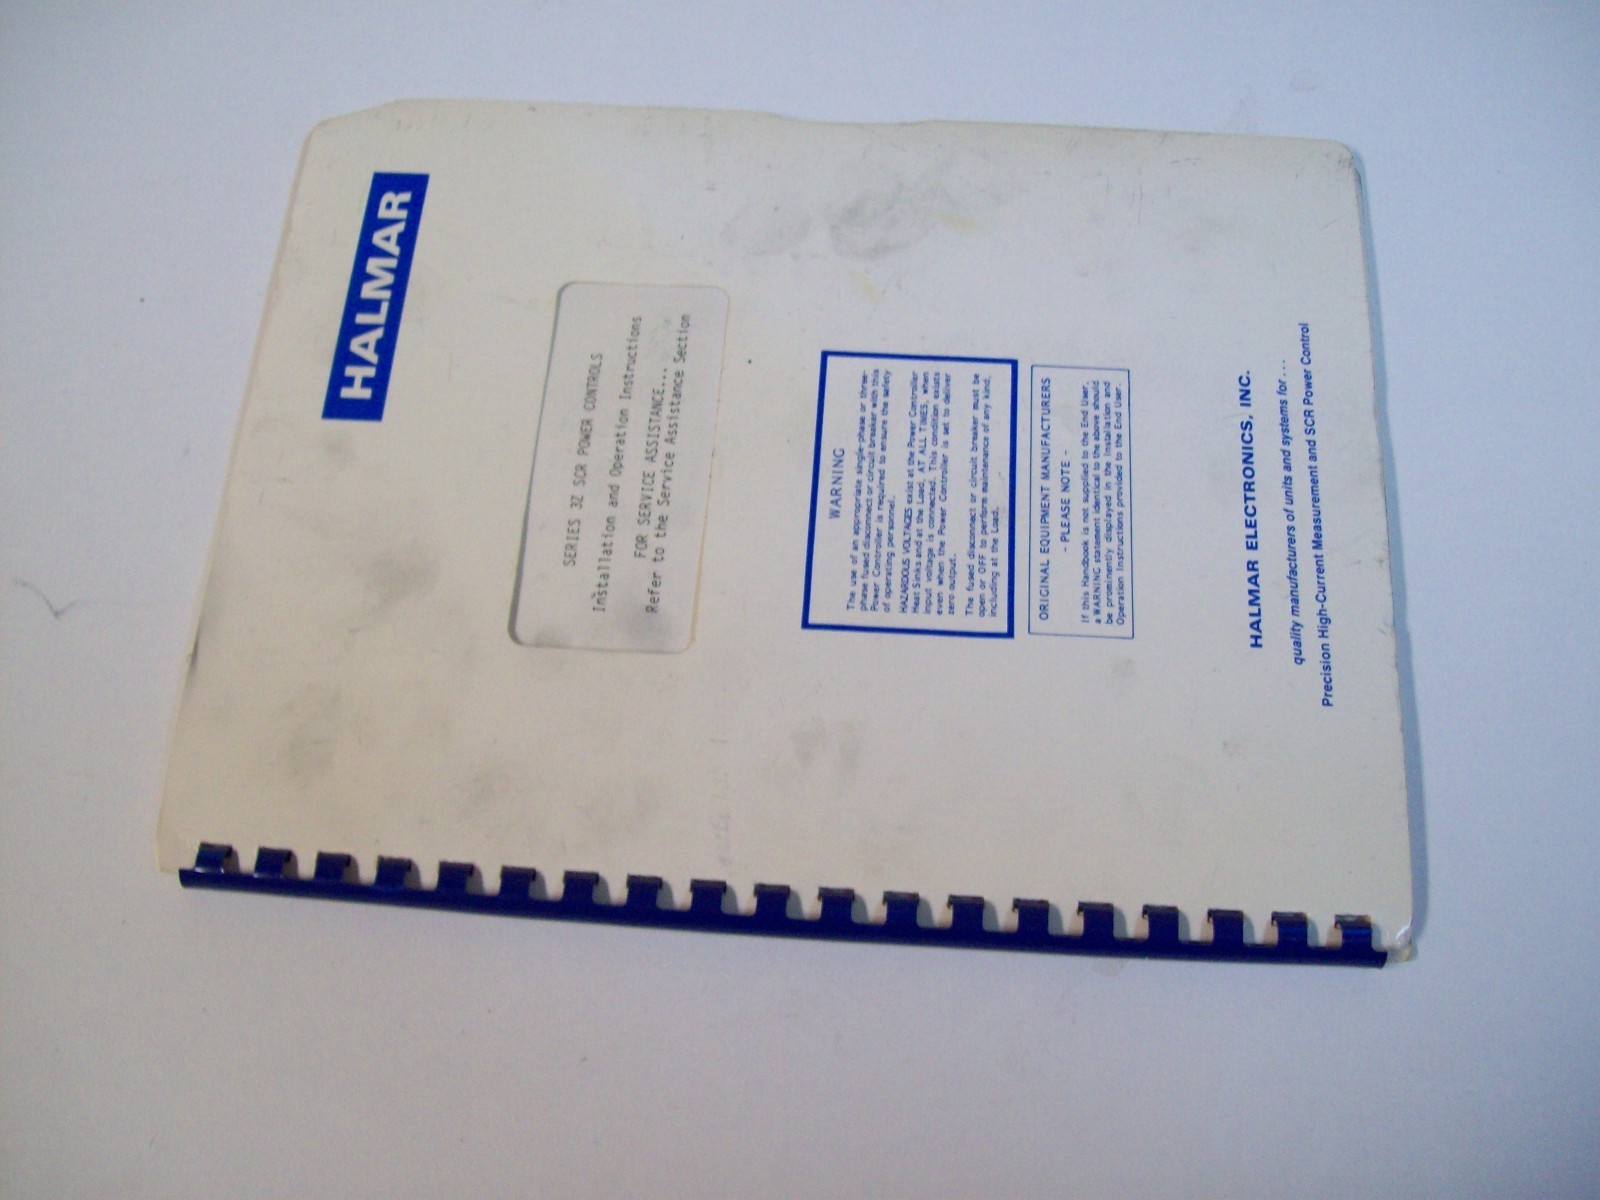 HALMAR
SERIES 3Z SCR POWER CONTROLS
Installation and Operation Instructions
FOR SERVICE ASSISTANCE...
Refer to the Service Assistance Section
WARNING
The use of an appropriate single-phase or three-
phase fused disconnect or circuit breaker with this
Power Controller is required to ensure the safety
of operating personnel.
HAZARDOUS VOLTAGES exist at the Power Controller
Heat Sinks and at the Load, AT ALL TIMES, when
input voltage is connected. This condition exists
even when the Power Controller is set to deliver
zero output.
The fused disconnect or circuit breaker must be
open or OFF to perform maintenance of any kind,
including at the Load.
ORIGINAL EQUIPMENT MANUFACTURERS
- PLEASE NOTE -
If this Handbook is not supplied to the End User,
a WARNING statement identical to the above should
be prominently displayed in the Installation and
Operation Instructions provided to the End User.
HALMAR ELECTRONICS, INC.
quality manufacturers of units and systems for...
Precision High-Current Measurement and SCR Power Control